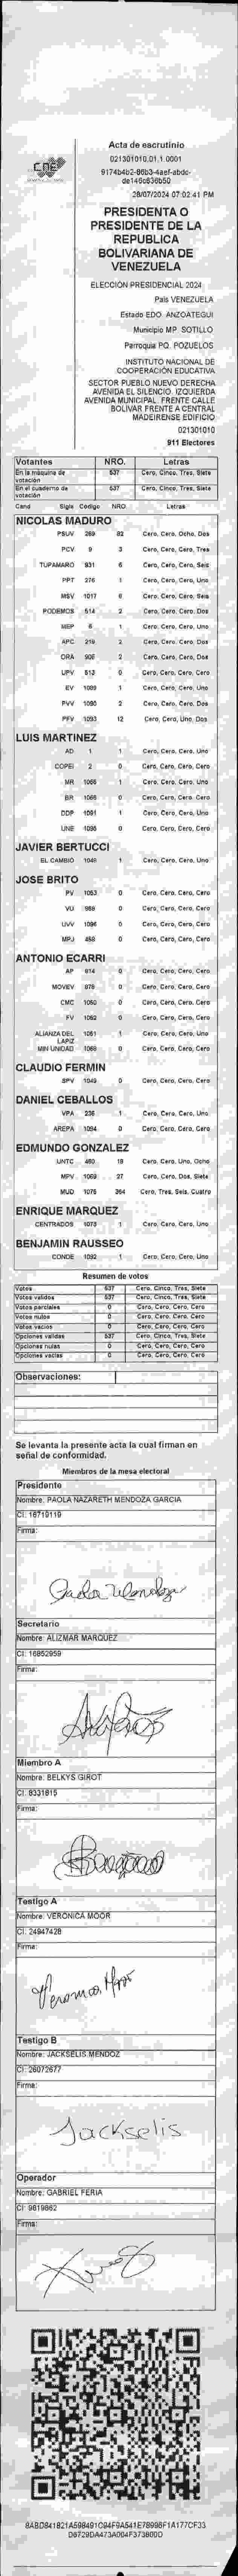 CNE
Acta de escrutinio
021301010.01.1.0001
28/07/2024 07:02:41 PM
PRESIDENTA O
PRESIDENTE DE LA
REPUBLICA
BOLIVARIANA DE
VENEZUELA
ELECCIÓN PRESIDENCIAL 2024
País VENEZUELA
Estado EDO. ANZOATEGUI
Municipio MP. SOTILLO
Parroquia PQ. POZUELOS
INSTITUTO NACIONAL DE
COOPERACIÓN EDUCATIVA
SECTOR PUEBLO NUEVO DERECHA
AVENIDA EL SILENCIO. IZQUIERDA
AVENIDA MUNICIPAL. FRENTE CALLE
BOLIVAR FRENTE A CENTRAL
MADEIRENSE EDIFICIO
021301010
911 Electores
Votantes NRO. Letras
En la máquina de votación 537 Cero, Cinco, Tres, Siete
En el cuaderno de votación 537 Cero, Cinco, Tres, Siete
Cand Sigla Código NRO Letras
NICOLAS MADURO
PSUV 269 82 Cero, Cero, Ocho, Dos
PCV 9 3 Cero, Cero, Cero, Tres
TUPAMARO 931 6 Cero, Cero, Cero, Seis
PPT 276 1 Cero, Cero, Cero, Uno
MSV 1017 6 Cero, Cero, Cero, Seis
PODEMOS 514 2 Cero, Cero, Cero, Dos
MEP 6 1 Cero, Cero, Cero, Uno
APC 219 2 Cero, Cero, Cero, Dos
ORA 906 2 Cero, Cero, Cero, Dos
UPV 513 0 Cero, Cero, Cero, Cero
EV 1089 1 Cero, Cero, Cero, Uno
PVV 1090 2 Cero, Cero, Cero, Dos
PFV 1093 12 Cero, Cero, Uno, Dos
LUIS MARTINEZ
AD 1 1 Cero, Cero, Cero, Uno
COPEI 2 0 Cero, Cero, Cero, Cero
MR 1066 1 Cero, Cero, Cero, Uno
BR 1065 0 Cero, Cero, Cero, Cero
DDP 1091 1 Cero, Cero, Cero, Uno
UNE 1096 0 Cero, Cero, Cero, Cero
JAVIER BERTUCCI
EL CAMBIO 1048 1 Cero, Cero, Cero, Uno
JOSE BRITO
PV 1053 0 Cero, Cero, Cero, Cero
VU 968 0 Cero, Cero, Cero, Cero
UVV 1096 0 Cero, Cero, Cero, Cero
MPJ 458 0 Cero, Cero, Cero, Cero
ANTONIO ECARRI
AP 914 0 Cero, Cero, Cero, Cero
MOVEV 878 0 Cero, Cero, Cero, Cero
CMC 1050 0 Cero, Cero, Cero, Cero
FV 1052 0 Cero, Cero, Cero, Cero
ALIANZA DEL LAPIZ 1051 1 Cero, Cero, Cero, Uno
MIN UNIDAD 1068 0 Cero, Cero, Cero, Cero
CLAUDIO FERMIN
SPV 1049 0 Cero, Cero, Cero, Cero
DANIEL CEBALLOS
VPA 236 1 Cero, Cero, Cero, Uno
AREPA 1094 0 Cero, Cero, Cero, Cero
EDMUNDO GONZALEZ
UNTC 460 18 Cero, Cero, Uno, Ocho
MPV 1069 27 Cero, Cero, Dos, Siete
MUD 1078 364 Cero, Tres, Seis, Cuatro
ENRIQUE MARQUEZ
CENTRADOS 1073 1 Cero, Cero, Cero, Uno
BENJAMIN RAUSSEO
CONDE 1092 1 Cero, Cero, Cero, Uno
Resumen de votos
Votos 537 Cero, Cinco, Tres, Siete
Votos válidos 537 Cero, Cinco, Tres, Siete
Votos parciales 0 Cero, Cero, Cero, Cero
Votos nulos 0 Cero, Cero, Cero, Cero
Votos vacíos 0 Cero, Cero, Cero, Cero
Opciones válidas 537 Cero, Cinco, Tres, Siete
Opciones nulas 0 Cero, Cero, Cero, Cero
Opciones vacías 0 Cero, Cero, Cero, Cero
Observaciones:
Se levanta la presente acta la cual firman en
señal de conformidad.
Miembros de la mesa electoral
Presidente
Nombre: PAOLA NAZARETH MENDOZA GARCIA
CI: 16719119
Firma:
Paola Mendoza
Secretario
Nombre: ALIZMAR MARQUEZ
CI: 16852959
Firma:
Miembro A
Nombre: BELKYS GIROT
CI: 8331815
Firma:
Testigo A
Nombre: VERONICA MOOR
CI: 24947428
Firma:
Veronica Moor
Testigo B
Nombre: JACKSELIS MENDOZ
CI: 26072677
Firma:
Jackselis
Operador
Nombre: GABRIEL FERIA
CI: 9819862
Firma: